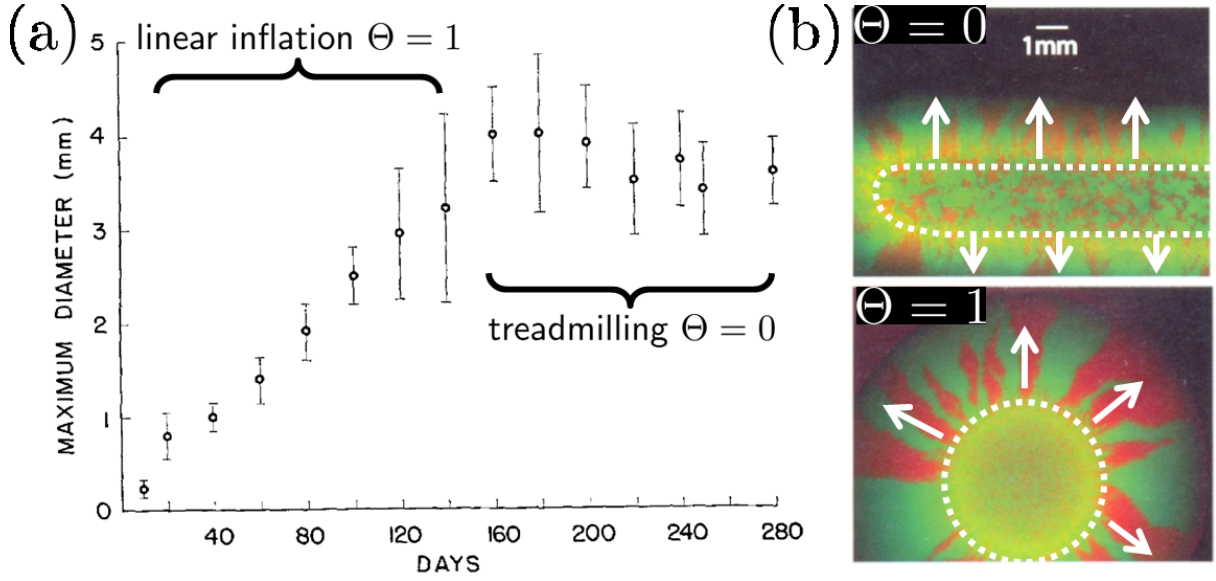 (a)
linear inflation Θ = 1
treadmilling Θ = 0
MAXIMUM DIAMETER (mm)
5
4
3
2
1
0
40
80
120
160
200
240
280
DAYS
(b)
Θ = 0
1mm
Θ = 1